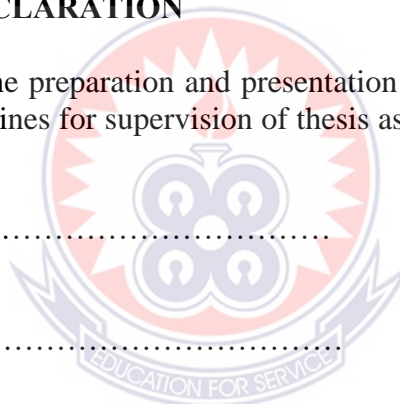 CLARATION
ne preparation and presentation
ines for supervision of thesis as
……………………………….
……………………………….
EDUCATION FOR SERVICE